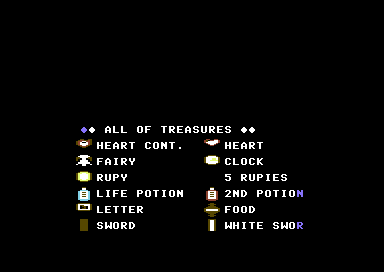 ALL OF TREASURES
HEART CONT. HEART
FAIRY CLOCK
RUPY 5 RUPIES
LIFE POTION 2ND POTION
LETTER FOOD
SWORD WHITE SWOR